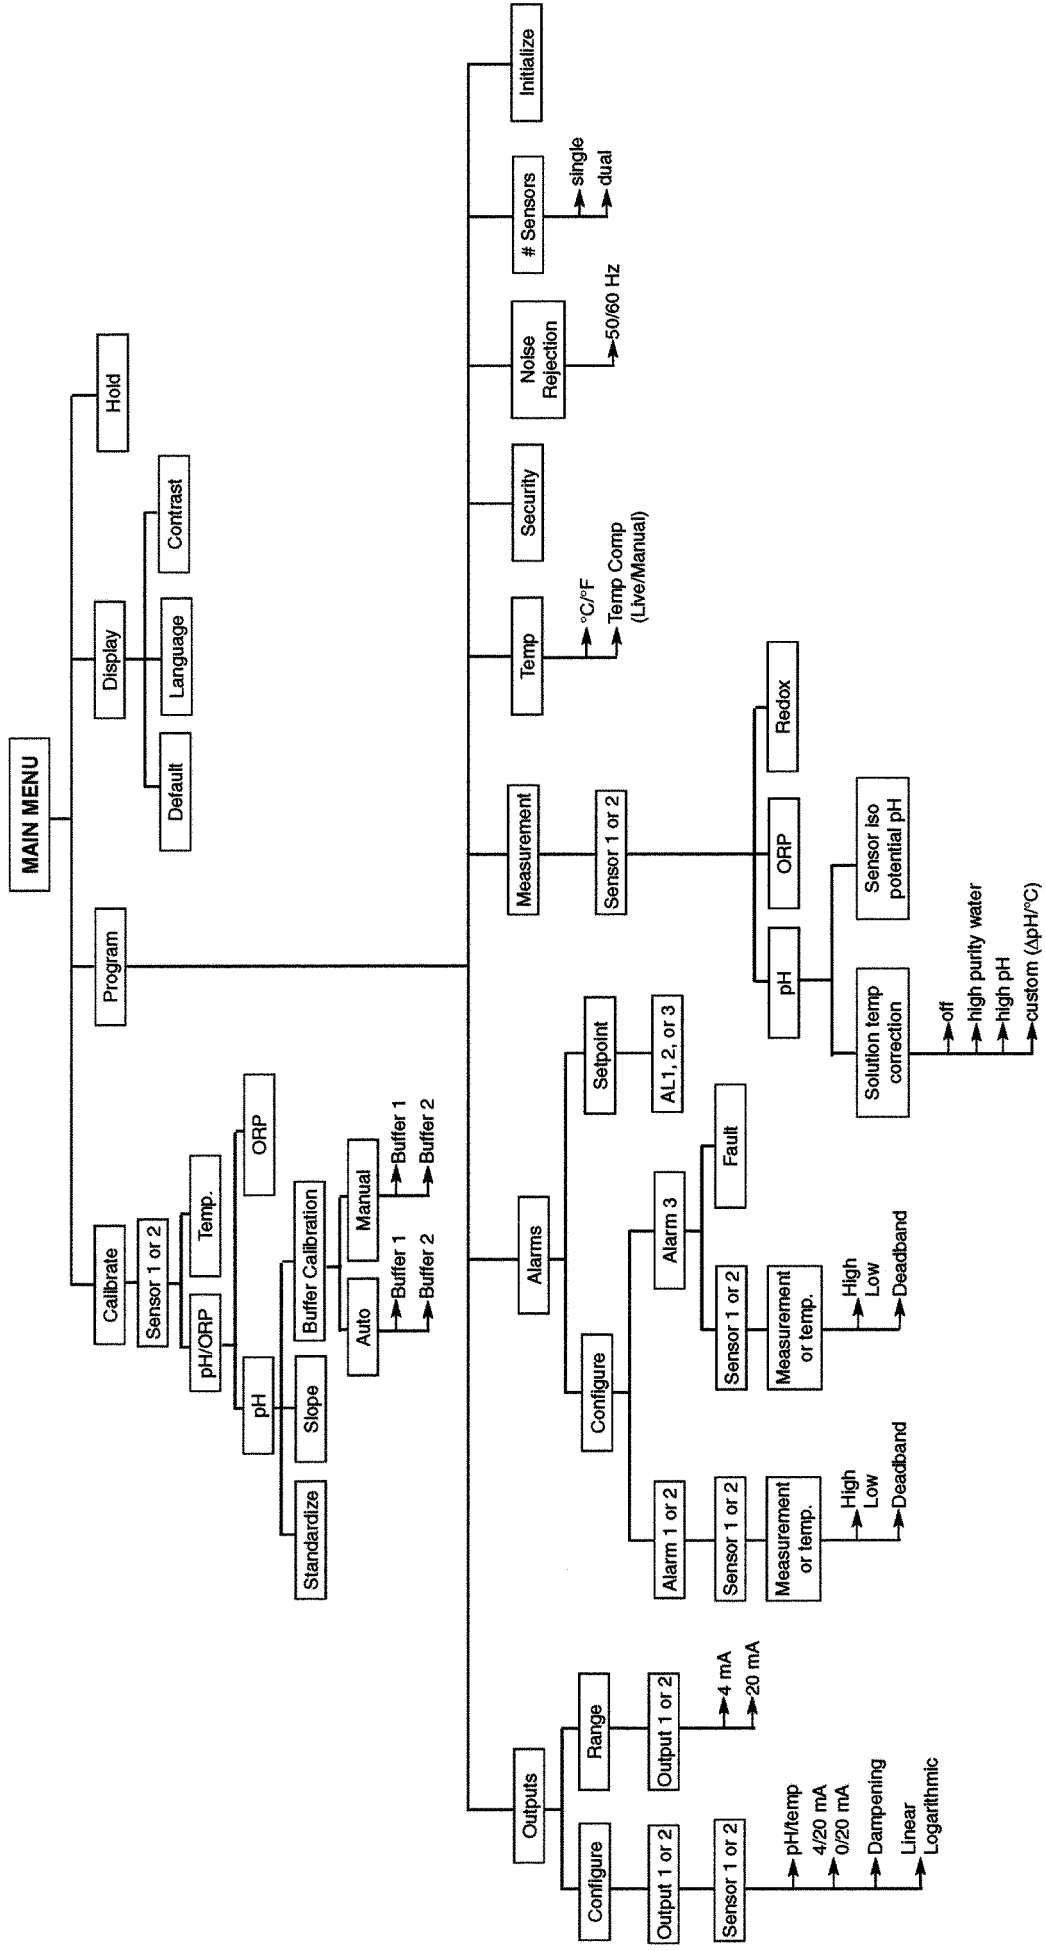 MAIN MENU
Calibrate
Program
Display
Hold
Sensor 1 or 2
pH/ORP
Temp.
pH
ORP
Standardize
Slope
Buffer Calibration
Auto
Manual
Buffer 1
Buffer 2
Buffer 1
Buffer 2
Default
Language
Contrast
Outputs
Alarms
Measurement
Temp
Security
Noise
Rejection
# Sensors
Initialize
Configure
Range
Output 1 or 2
Output 1 or 2
Sensor 1 or 2
4 mA
20 mA
pH/temp
4/20 mA
0/20 mA
Dampening
Linear
Logarithmic
Configure
Setpoint
Alarm 1 or 2
Alarm 3
AL1, 2, or 3
Sensor 1 or 2
Sensor 1 or 2
Fault
Measurement
or temp.
Measurement
or temp.
High
Low
Deadband
High
Low
Deadband
Sensor 1 or 2
pH
ORP
Redox
Solution temp
correction
Sensor iso
potential pH
off
high purity water
high pH
custom (ΔpH/°C)
°C/°F
Temp Comp
(Live/Manual)
50/60 Hz
single
dual